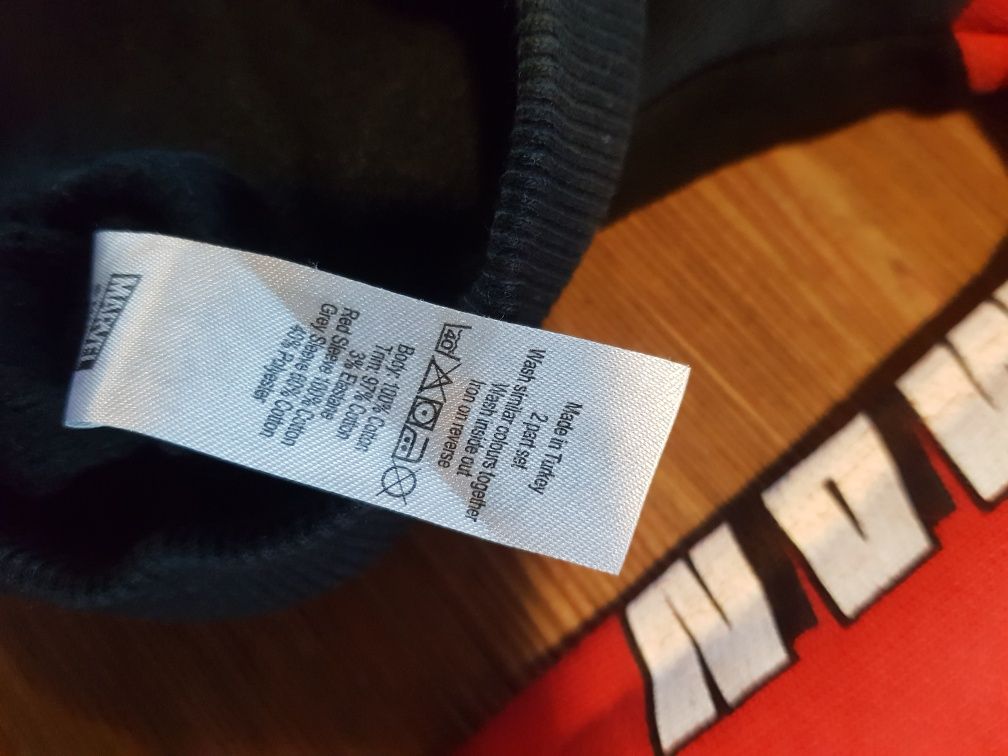 MARVEL
Made in Turkey
2 part set
Wash similar colours together
Wash inside out
Iron on reverse
40
Body: 100% Cotton
Trim: 97% Cotton
3% Elastane
Red Sleeve 100% Cotton
Grey Sleeve 60% Cotton
40% Polyester